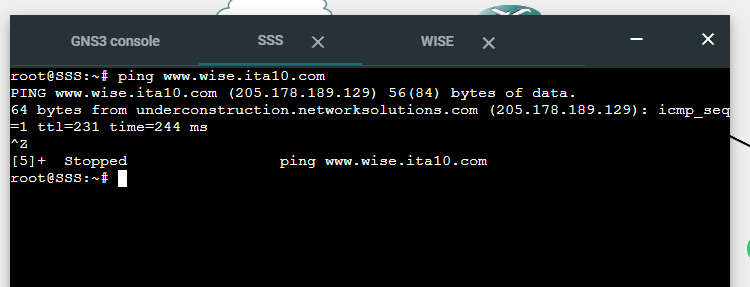 GNS3 console SSS WISE
root@SSS:~# ping www.wise.ita10.com
PING www.wise.ita10.com (205.178.189.129) 56(84) bytes of data.
64 bytes from underconstruction.networksolutions.com (205.178.189.129): icmp_seq
=1 ttl=231 time=244 ms
^Z
[5]+  Stopped                 ping www.wise.ita10.com
root@SSS:~#